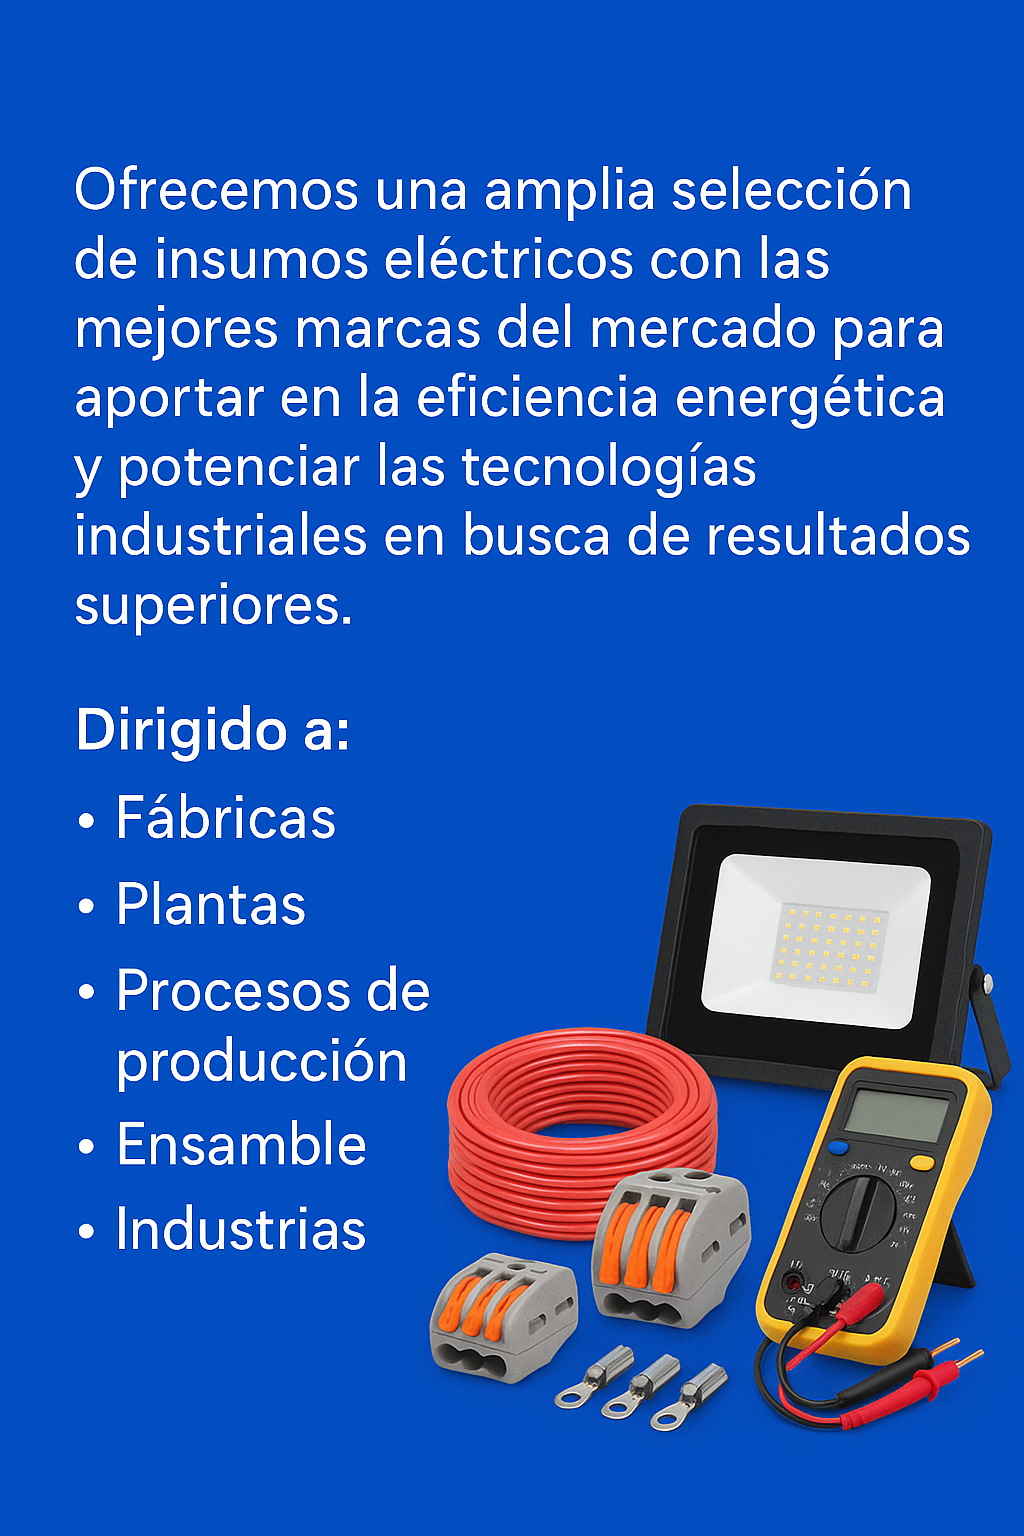 Ofrecemos una amplia selección
de insumos eléctricos con las
mejores marcas del mercado para
aportar en la eficiencia energética
y potenciar las tecnologías
industriales en busca de resultados
superiores.
Dirigido a:
• Fábricas
• Plantas
• Procesos de
producción
• Ensamble
• Industrias